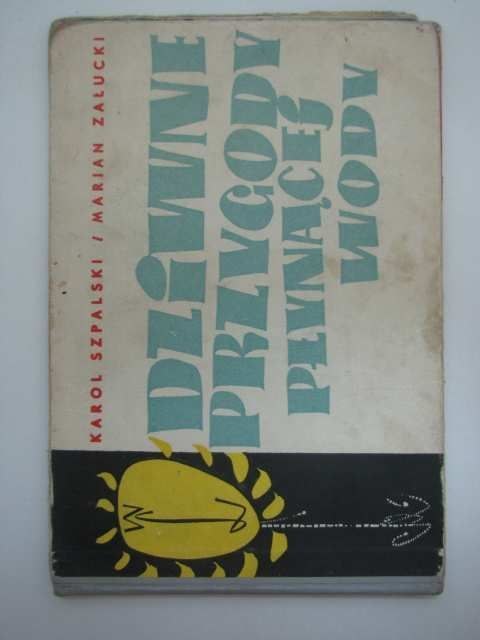 KAROL SZPALSKI / MARIAN ZAŁUCKI
DZiWNE
PRZYGODY
PŁYNĄCEj
WODY